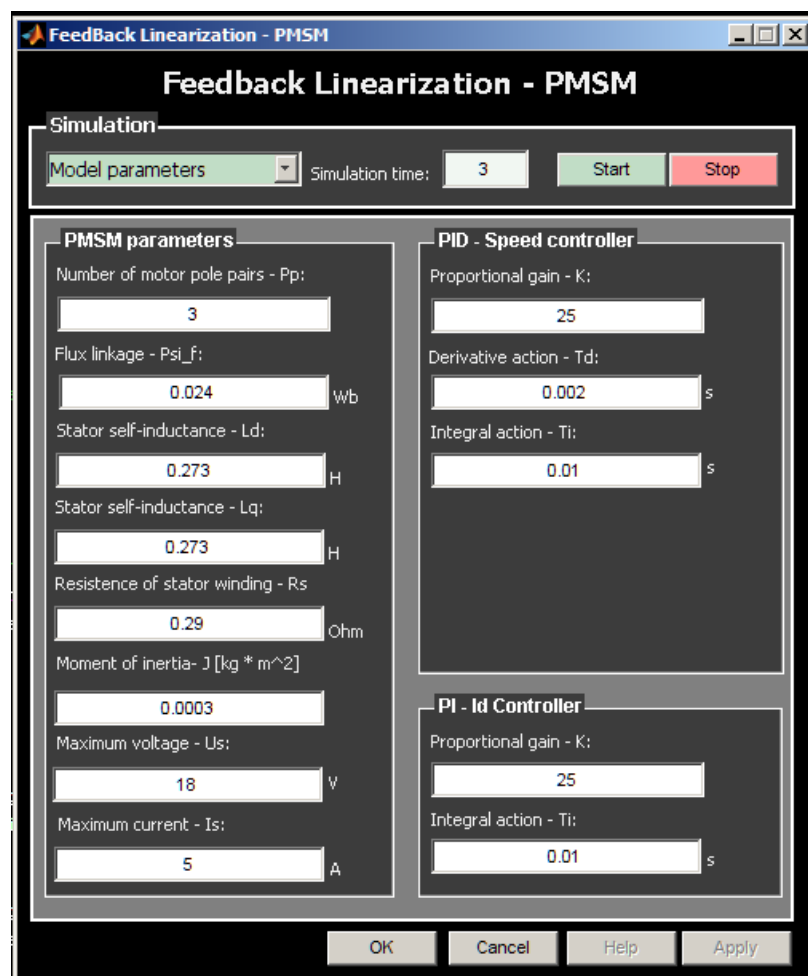 FeedBack Linearization - PMSM
Feedback Linearization - PMSM
Simulation
Model parameters
Simulation time:
3
Start
Stop
PMSM parameters
Number of motor pole pairs - Pp:
3
Flux linkage - Psi_f:
0.024
Wb
Stator self-inductance - Ld:
0.273
H
Stator self-inductance - Lq:
0.273
H
Resistence of stator winding - Rs
0.29
Ohm
Moment of inertia- J [kg * m^2]
0.0003
Maximum voltage - Us:
18
V
Maximum current - Is:
5
A
PID - Speed controller
Proportional gain - K:
25
Derivative action - Td:
0.002
s
Integral action - Ti:
0.01
s
PI - Id Controller
Proportional gain - K:
25
Integral action - Ti:
0.01
s
OK
Cancel
Help
Apply